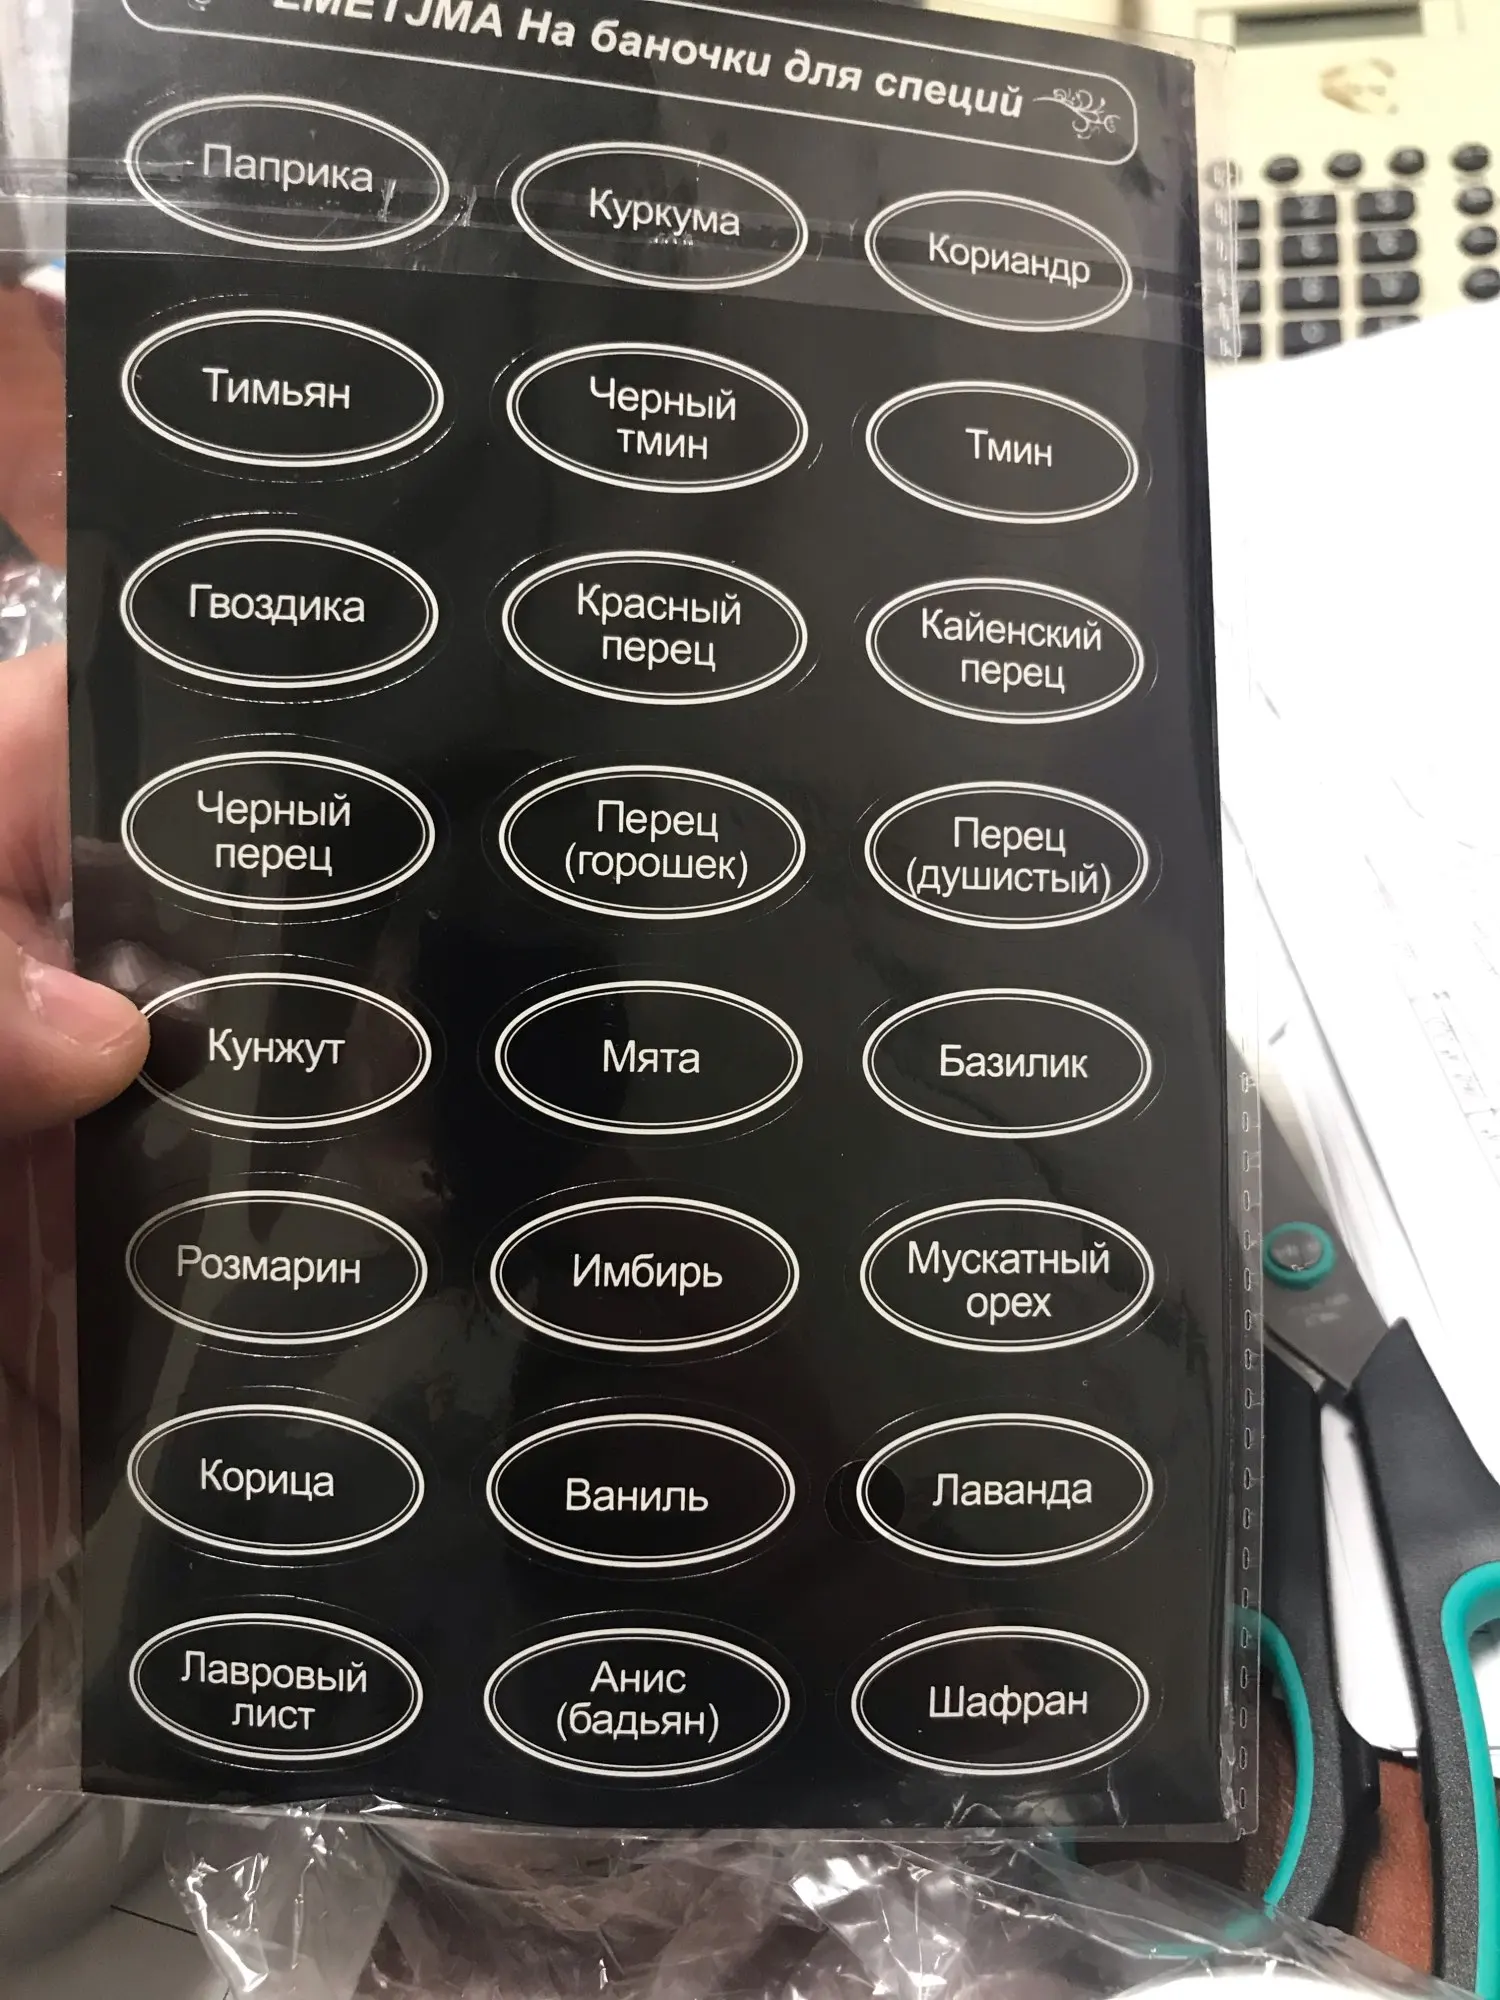 На баночки для специй
Паприка
Куркума
Кориандр
Тимьян
Черный
тмин
Тмин
Гвоздика
Красный
перец
Кайенский
перец
Черный
перец
Перец
(горошек)
Перец
(душистый)
Кунжут
Мята
Базилик
Розмарин
Имбирь
Мускатный
орех
Корица
Ваниль
Лаванда
Лавровый
лист
Анис
(бадьян)
Шафран